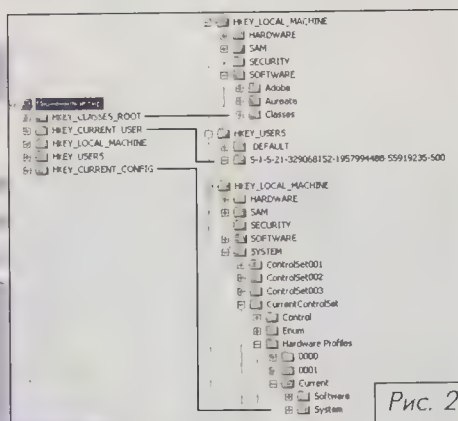 HKEY_LOCAL_MACHINE
HARDWARE
SAM
SECURITY
SOFTWARE
Adobe
Aureate
Classes
HKEY_CLASSES_ROOT
HKEY_CURRENT_USER
HKEY_LOCAL_MACHINE
HKEY_USERS
HKEY_CURRENT_CONFIG
HKEY_USERS
.DEFAULT
S-1-5-21-329068152-1957994488-55919235-500
HKEY_LOCAL_MACHINE
HARDWARE
SAM
SECURITY
SOFTWARE
SYSTEM
ControlSet001
ControlSet002
ControlSet003
CurrentControlSet
Control
Enum
Hardware Profiles
0000
0001
Current
Software
System
Рис. 2